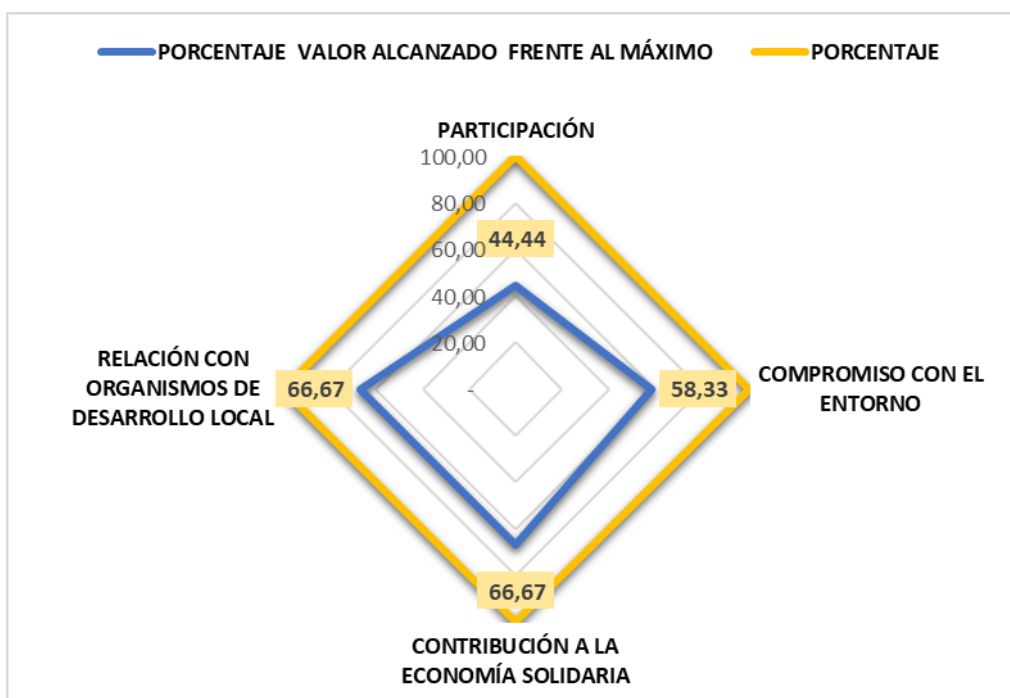 PORCENTAJE VALOR ALCANZADO FRENTE AL MÁXIMO
PORCENTAJE
PARTICIPACIÓN
100,00
80,00
60,00
40,00
20,00
-
44,44
RELACIÓN CON
ORGANISMOS DE
DESARROLLO LOCAL
66,67
58,33
COMPROMISO CON EL
ENTORNO
66,67
CONTRIBUCIÓN A LA
ECONOMÍA SOLIDARIA